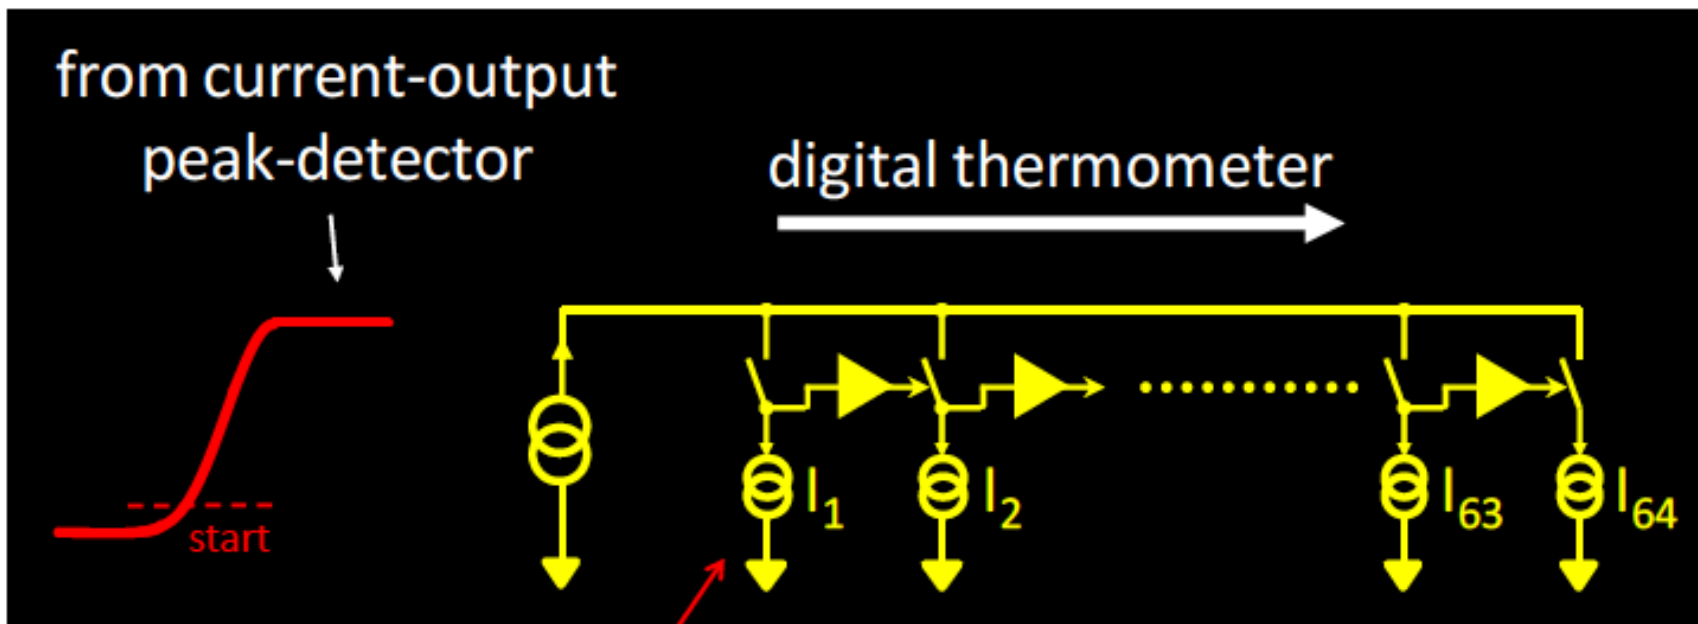 from current-output
peak-detector
digital thermometer
start
I1
I2
I63
I64